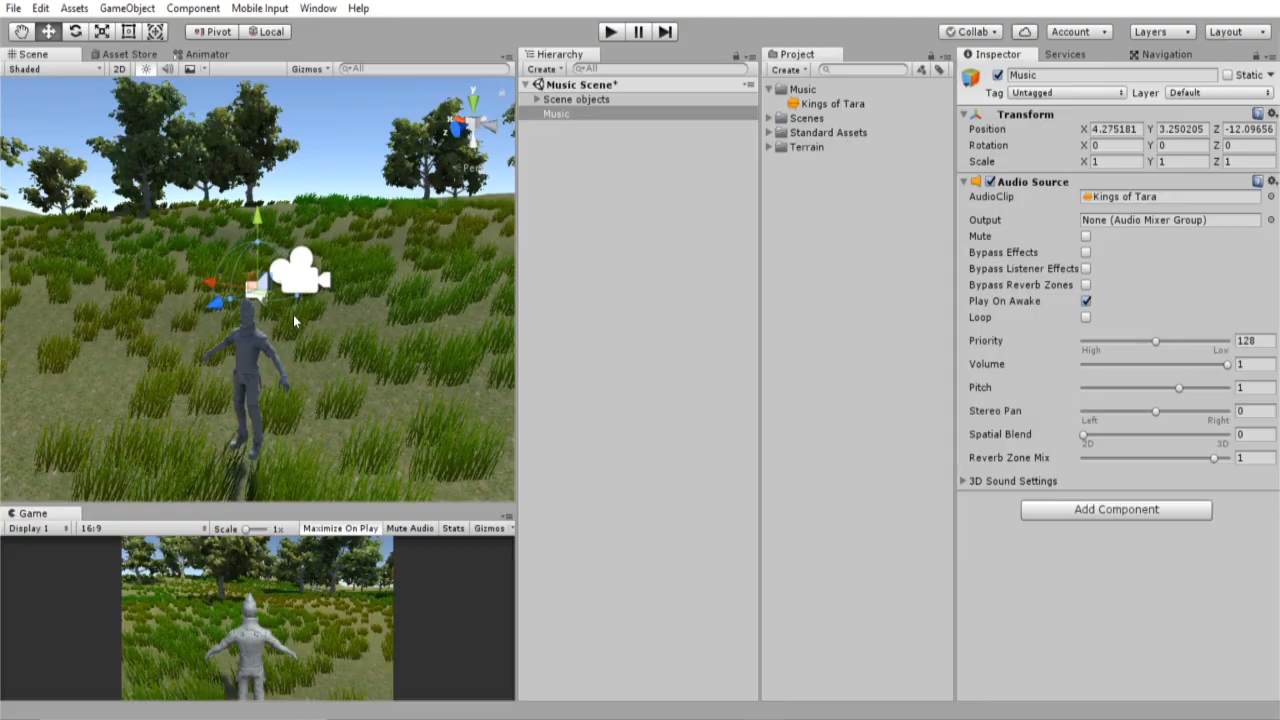 File Edit Assets GameObject Component Mobile Input Window Help
Pivot Local Collab Account Layers Layout
Scene Asset Store Animator
Shaded 2D Gizmos All
y
x
z
Pers
Game
Display 1 16:9 Scale 1x Maximize On Play Mute Audio Stats Gizmos
Hierarchy
Create All
Music Scene*
Scene objects
Music
Project
Create
Music
Kings of Tara
Scenes
Standard Assets
Terrain
Inspector Services Navigation
Music Static
Tag Untagged Layer Default
Transform
Position X 4.275181 Y 3.250205 Z -12.09656
Rotation X 0 Y 0 Z 0
Scale X 1 Y 1 Z 1
Audio Source
AudioClip Kings of Tara
Output None (Audio Mixer Group)
Mute
Bypass Effects
Bypass Listener Effects
Bypass Reverb Zones
Play On Awake
Loop
Priority 128
High Low
Volume 1
Pitch 1
Stereo Pan 0
Left Right
Spatial Blend 0
2D 3D
Reverb Zone Mix 1
3D Sound Settings
Add Component